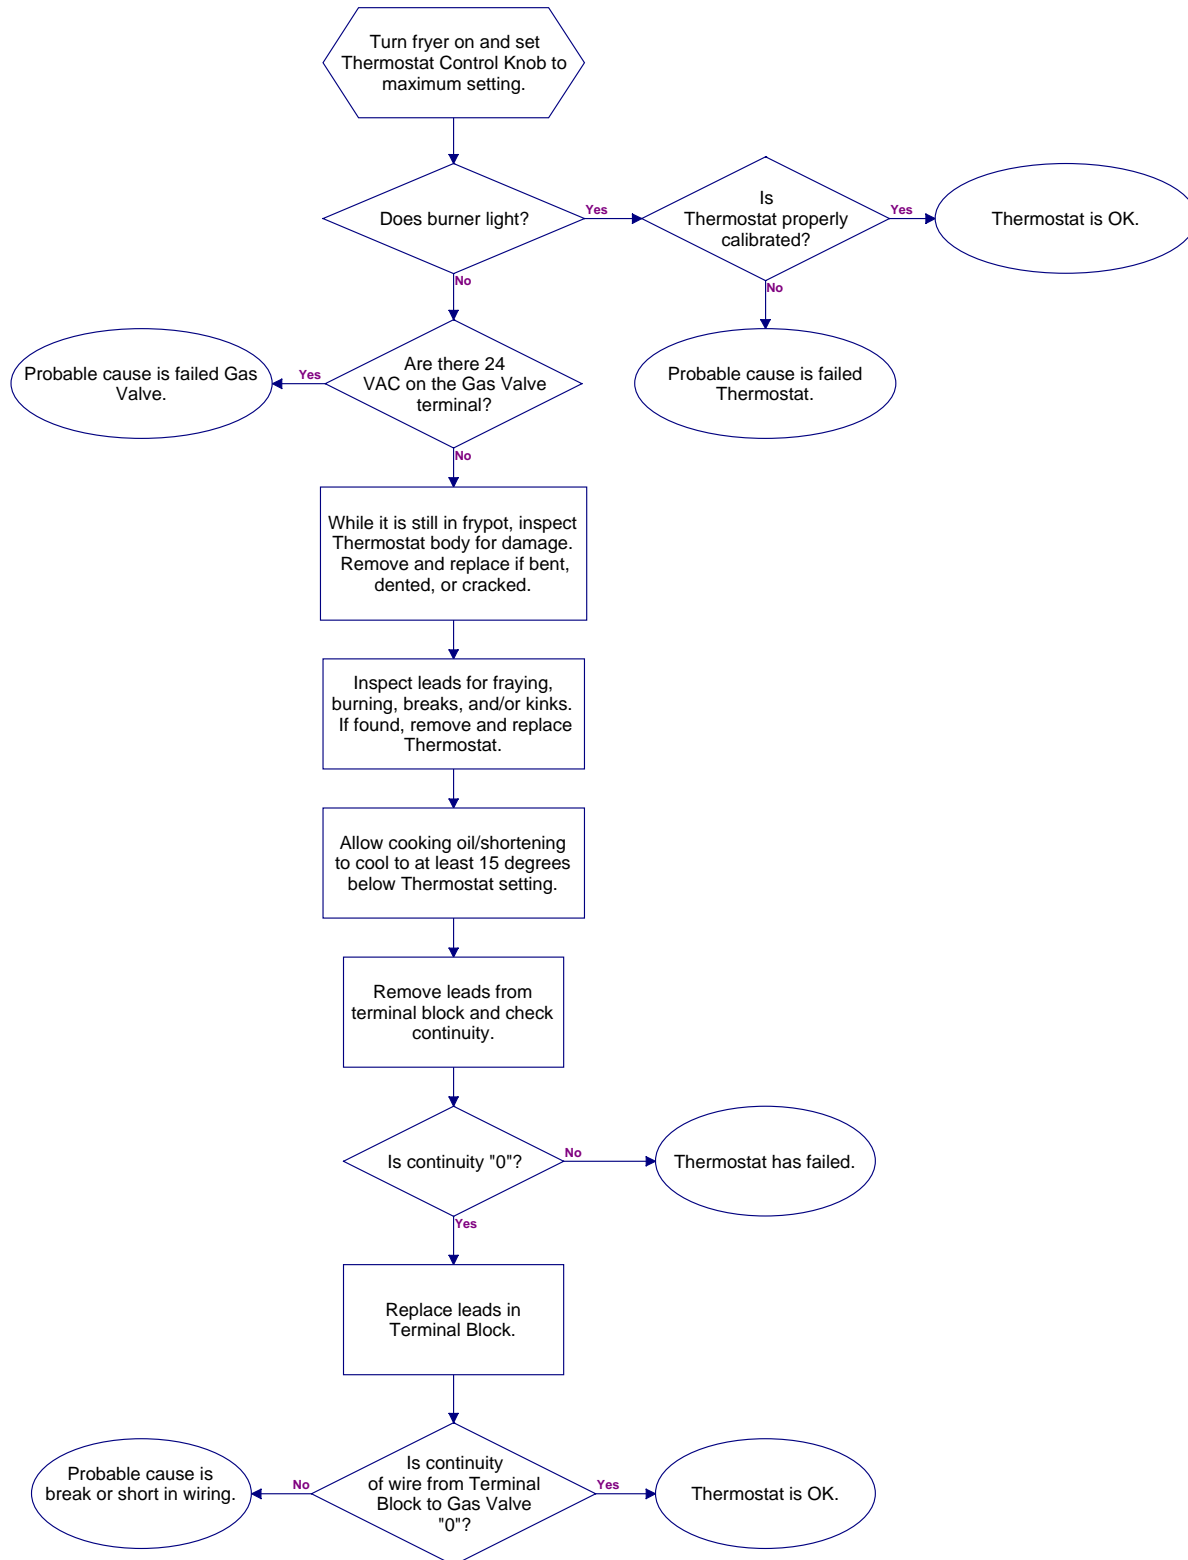 Turn fryer on and set
Thermostat Control Knob to
maximum setting.
Does burner light?
Yes
Is
Thermostat properly
calibrated?
Yes
Thermostat is OK.
No
No
Probable cause is failed Gas
Valve.
Yes
Are there 24
VAC on the Gas Valve
terminal?
Probable cause is failed
Thermostat.
No
While it is still in frypot, inspect
Thermostat body for damage.
Remove and replace if bent,
dented, or cracked.
Inspect leads for fraying,
burning, breaks, and/or kinks.
If found, remove and replace
Thermostat.
Allow cooking oil/shortening
to cool to at least 15 degrees
below Thermostat setting.
Remove leads from
terminal block and check
continuity.
Is continuity "0"?
No
Thermostat has failed.
Yes
Replace leads in
Terminal Block.
Probable cause is
break or short in wiring.
No
Is continuity
of wire from Terminal
Block to Gas Valve
"0"?
Yes
Thermostat is OK.